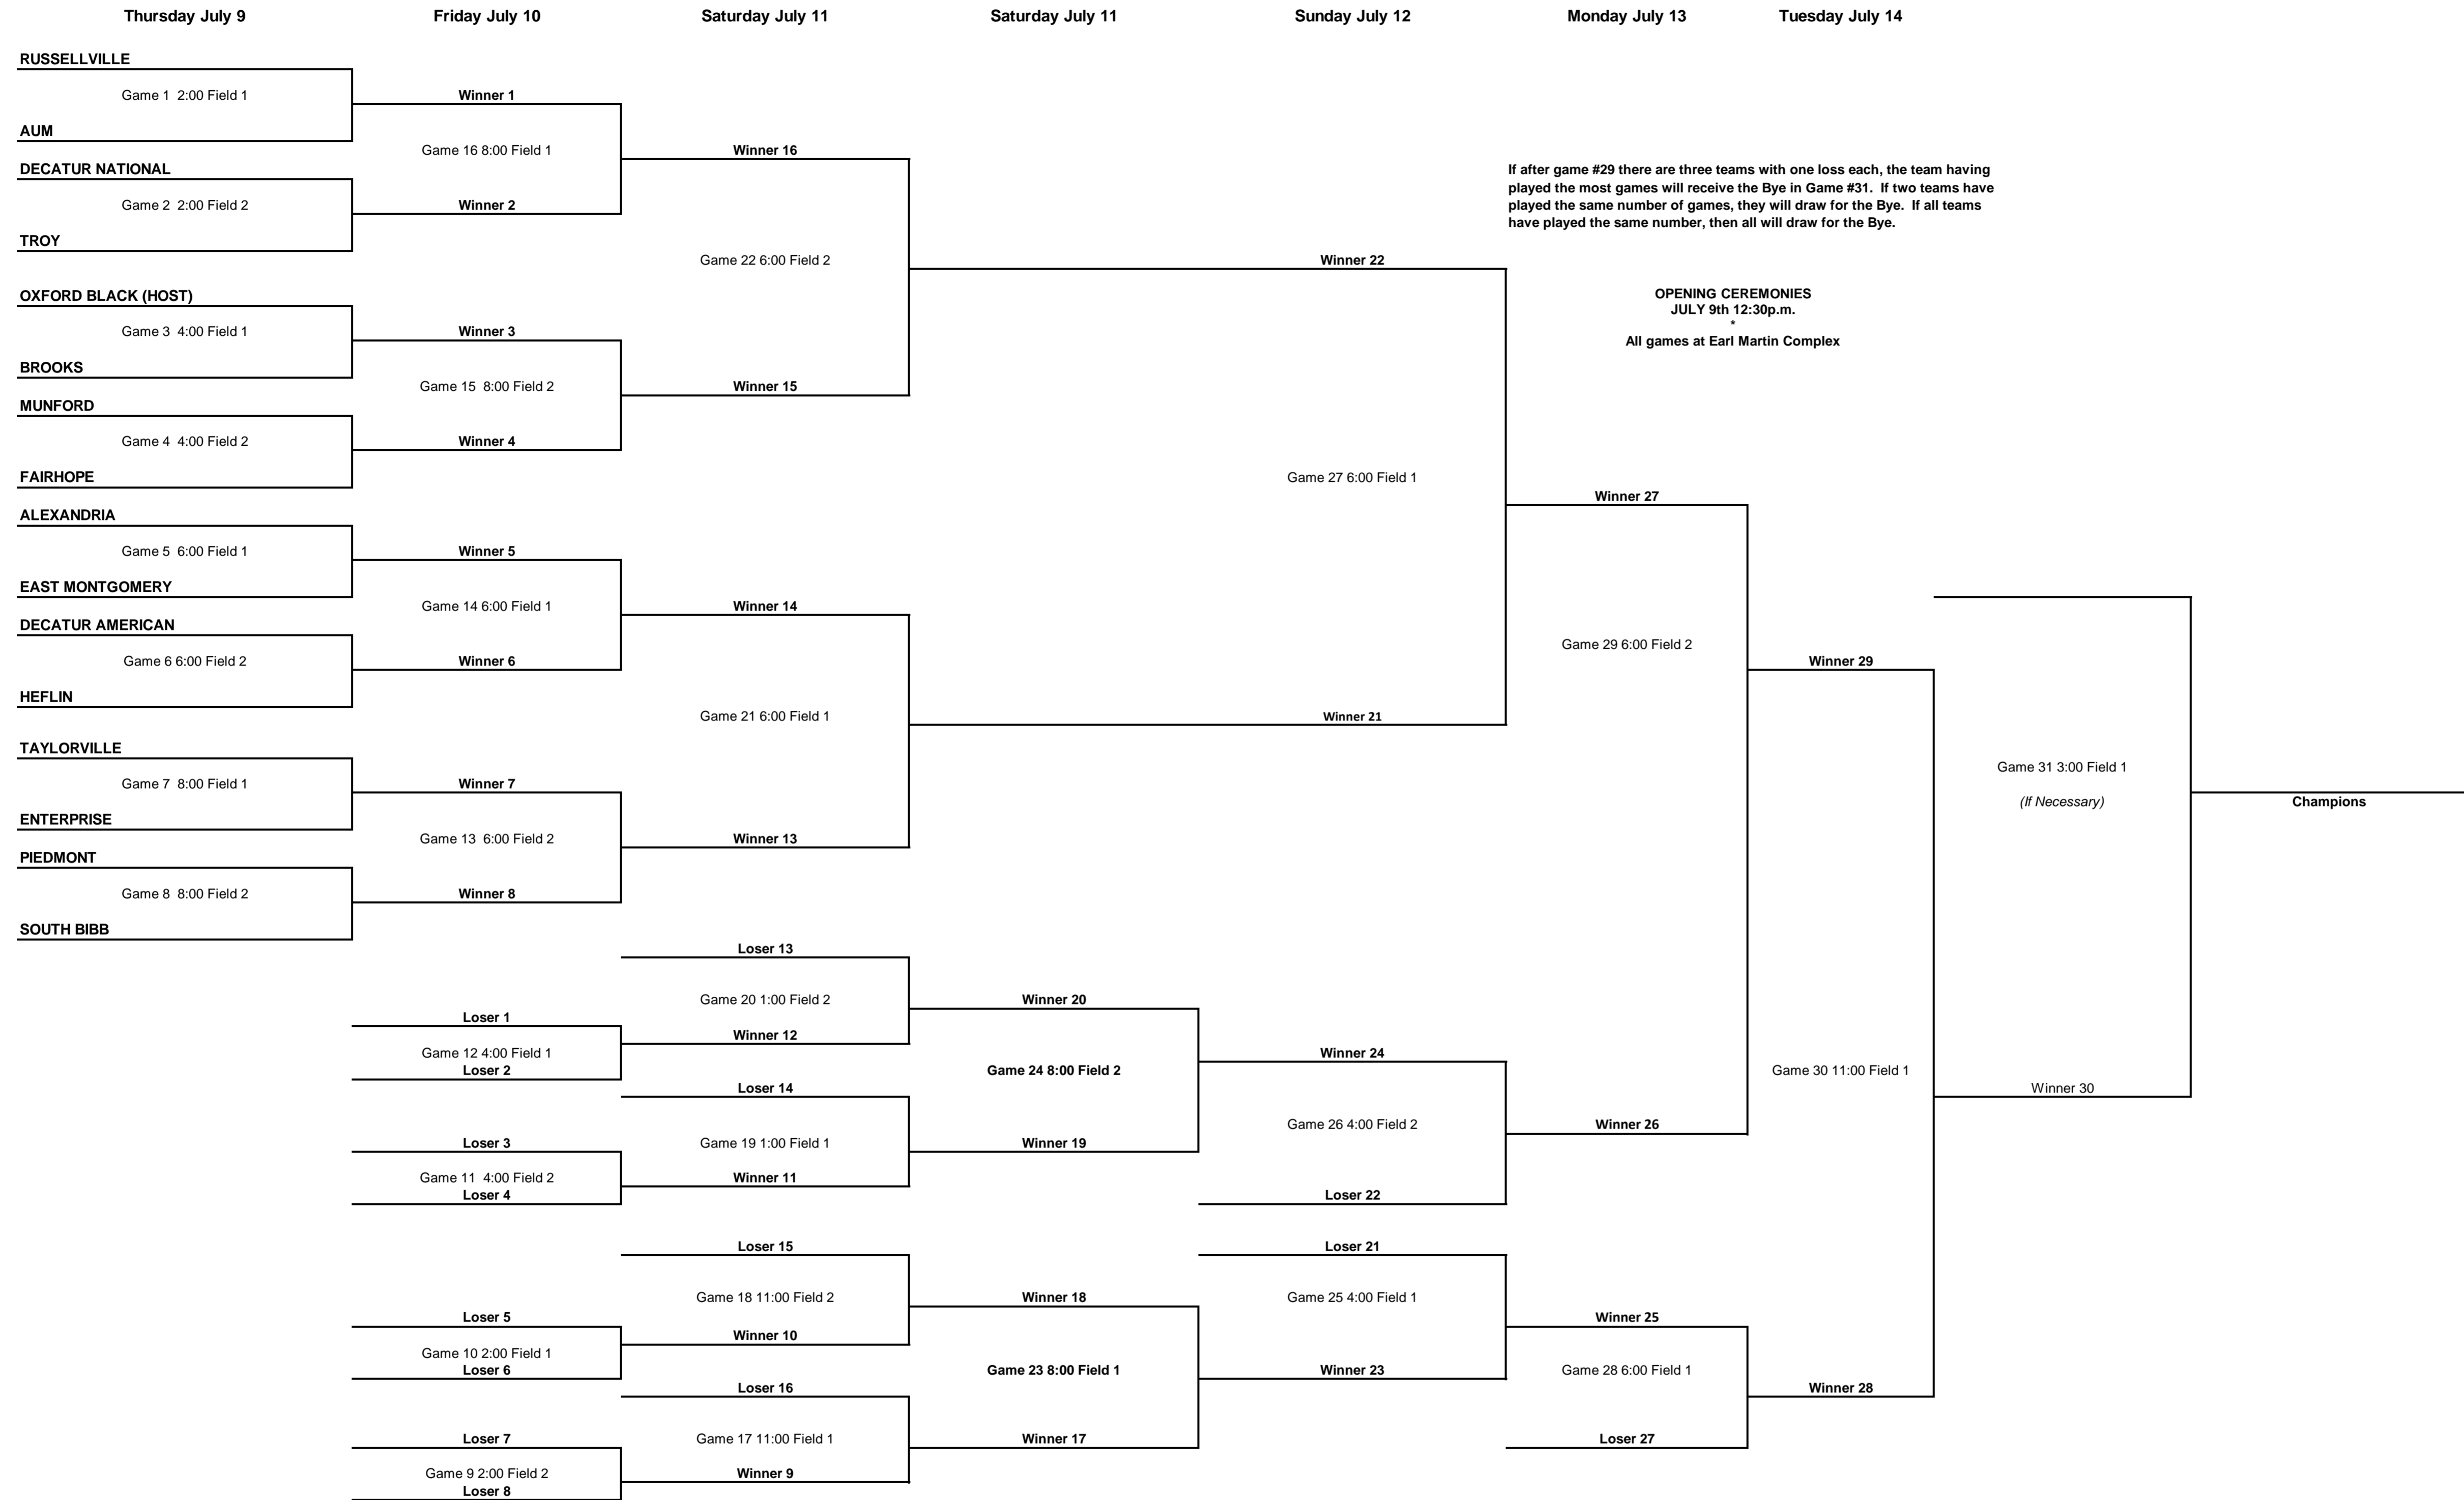 Thursday July 9
Friday July 10
Saturday July 11
Saturday July 11
Sunday July 12
Monday July 13
Tuesday July 14
RUSSELLVILLE
Game 1  2:00 Field 1
AUM
DECATUR NATIONAL
Game 2  2:00 Field 2
TROY
OXFORD BLACK (HOST)
Game 3  4:00 Field 1
BROOKS
MUNFORD
Game 4  4:00 Field 2
FAIRHOPE
ALEXANDRIA
Game 5  6:00 Field 1
EAST MONTGOMERY
DECATUR AMERICAN
Game 6 6:00 Field 2
HEFLIN
TAYLORVILLE
Game 7  8:00 Field 1
ENTERPRISE
PIEDMONT
Game 8  8:00 Field 2
SOUTH BIBB
Winner 1
Game 16 8:00 Field 1
Winner 2
Winner 3
Game 15  8:00 Field 2
Winner 4
Winner 5
Game 14 6:00 Field 1
Winner 6
Winner 7
Game 13  6:00 Field 2
Winner 8
Loser 1
Game 12 4:00 Field 1
Loser 2
Loser 3
Game 11  4:00 Field 2
Loser 4
Loser 5
Game 10 2:00 Field 1
Loser 6
Loser 7
Game 9 2:00 Field 2
Loser 8
Winner 16
Game 22 6:00 Field 2
Winner 15
Winner 14
Game 21 6:00 Field 1
Winner 13
Loser 13
Game 20 1:00 Field 2
Winner 12
Loser 14
Game 19 1:00 Field 1
Winner 11
Loser 15
Game 18 11:00 Field 2
Winner 10
Loser 16
Game 17 11:00 Field 1
Winner 9
Winner 20
Game 24 8:00 Field 2
Winner 19
Winner 18
Game 23 8:00 Field 1
Winner 17
Winner 22
Game 27 6:00 Field 1
Winner 21
Winner 24
Game 26 4:00 Field 2
Loser 22
Loser 21
Game 25 4:00 Field 1
Winner 23
If after game #29 there are three teams with one loss each, the team having
played the most games will receive the Bye in Game #31.  If two teams have
played the same number of games, they will draw for the Bye.  If all teams
have played the same number, then all will draw for the Bye.
OPENING CEREMONIES
JULY 9th 12:30p.m.
*
All games at Earl Martin Complex
Winner 27
Game 29 6:00 Field 2
Winner 26
Winner 25
Game 28 6:00 Field 1
Loser 27
Winner 29
Game 30 11:00 Field 1
Winner 28
Game 31 3:00 Field 1
(If Necessary)
Winner 30
Champions